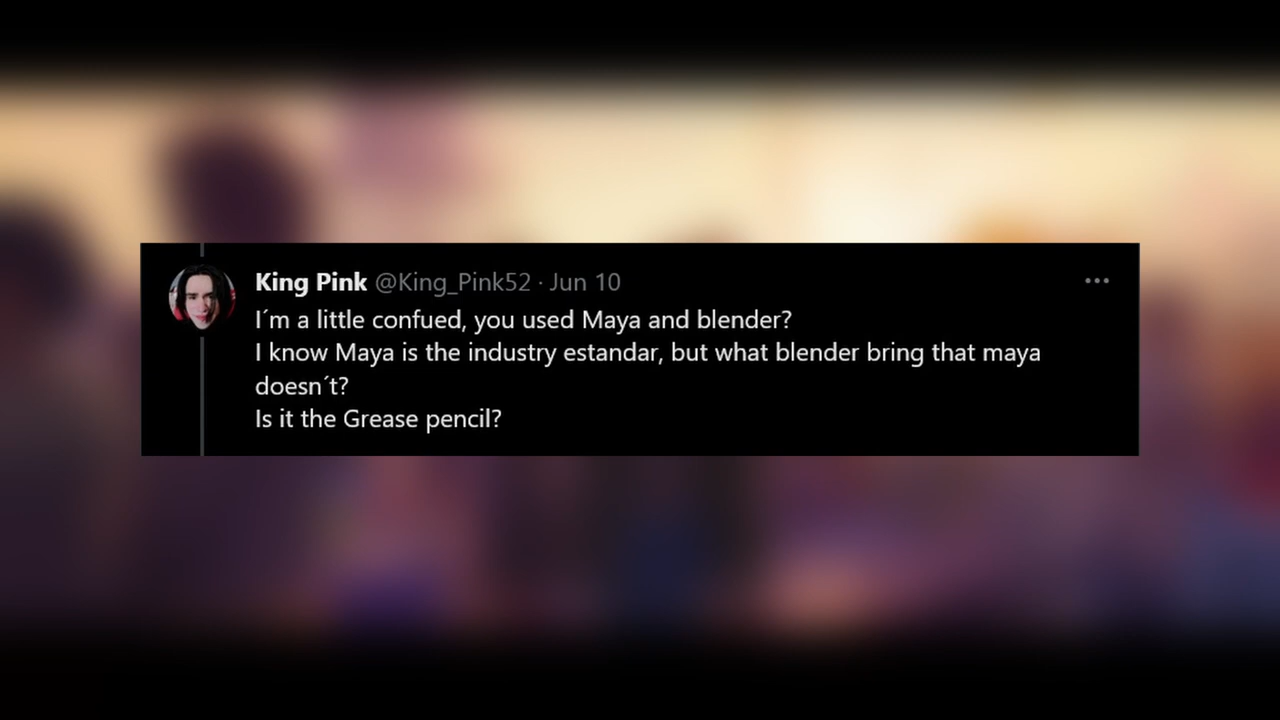 King Pink @King_Pink52 · Jun 10
I´m a little confued, you used Maya and blender?
I know Maya is the industry estandar, but what blender bring that maya
doesn´t?
Is it the Grease pencil?